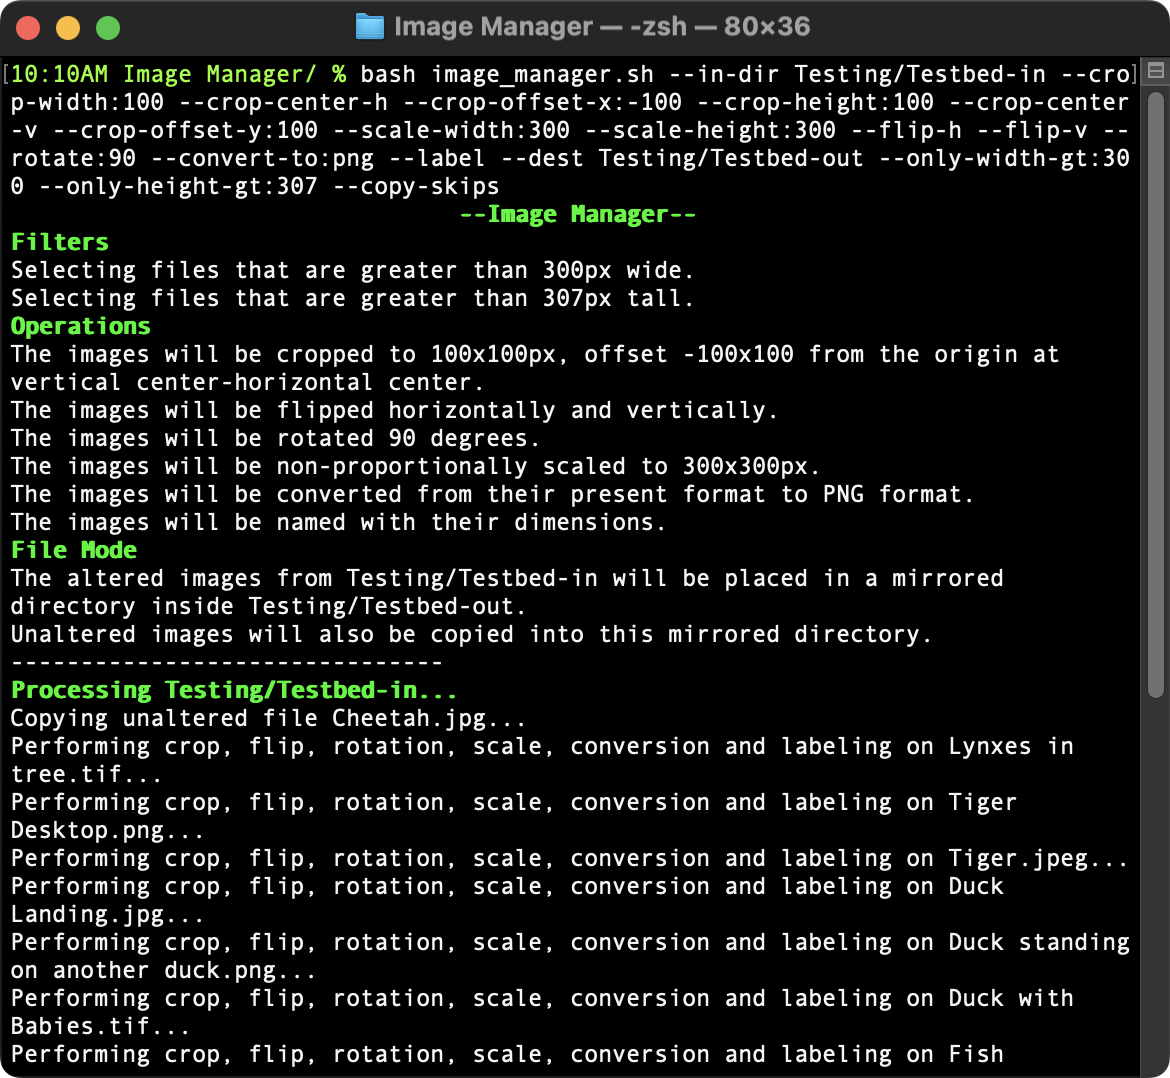 Image Manager — -zsh — 80×36
10:10AM Image Manager/ % bash image_manager.sh --in-dir Testing/Testbed-in --cro
p-width:100 --crop-center-h --crop-offset-x:-100 --crop-height:100 --crop-center
-v --crop-offset-y:100 --scale-width:300 --scale-height:300 --flip-h --flip-v --
rotate:90 --convert-to:png --label --dest Testing/Testbed-out --only-width-gt:30
0 --only-height-gt:307 --copy-skips
--Image Manager--
Filters
Selecting files that are greater than 300px wide.
Selecting files that are greater than 307px tall.
Operations
The images will be cropped to 100x100px, offset -100x100 from the origin at
vertical center-horizontal center.
The images will be flipped horizontally and vertically.
The images will be rotated 90 degrees.
The images will be non-proportionally scaled to 300x300px.
The images will be converted from their present format to PNG format.
The images will be named with their dimensions.
File Mode
The altered images from Testing/Testbed-in will be placed in a mirrored
directory inside Testing/Testbed-out.
Unaltered images will also be copied into this mirrored directory.
-------------------------------
Processing Testing/Testbed-in...
Copying unaltered file Cheetah.jpg...
Performing crop, flip, rotation, scale, conversion and labeling on Lynxes in
tree.tif...
Performing crop, flip, rotation, scale, conversion and labeling on Tiger
Desktop.png...
Performing crop, flip, rotation, scale, conversion and labeling on Tiger.jpeg...
Performing crop, flip, rotation, scale, conversion and labeling on Duck
Landing.jpg...
Performing crop, flip, rotation, scale, conversion and labeling on Duck standing
on another duck.png...
Performing crop, flip, rotation, scale, conversion and labeling on Duck with
Babies.tif...
Performing crop, flip, rotation, scale, conversion and labeling on Fish